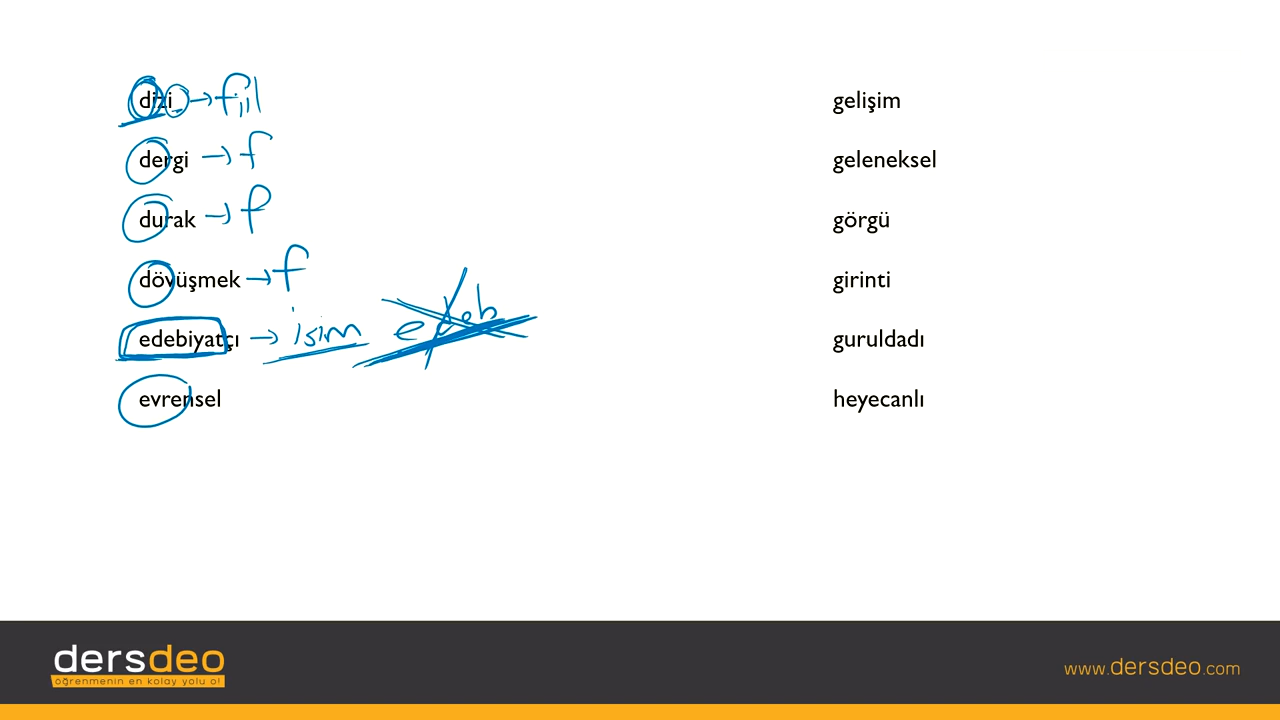 dizi → fiil
dergi → f
durak → f
dövüşmek → f
edebiyatçı → isim edeb
evrensel
gelişim
geleneksel
görgü
girinti
guruldadı
heyecanlı
dersdeo
öğrenmenin en kolay yolu o!
www.dersdeo.com